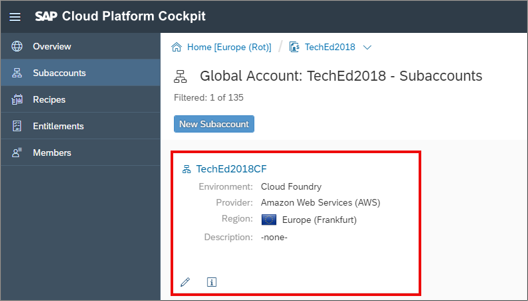 SAP Cloud Platform Cockpit
Overview
Subaccounts
Recipes
Entitlements
Members
Home [Europe (Rot)] / TechEd2018
Global Account: TechEd2018 - Subaccounts
Filtered: 1 of 135
New Subaccount
TechEd2018CF
Environment: Cloud Foundry
Provider: Amazon Web Services (AWS)
Region: Europe (Frankfurt)
Description: -none-